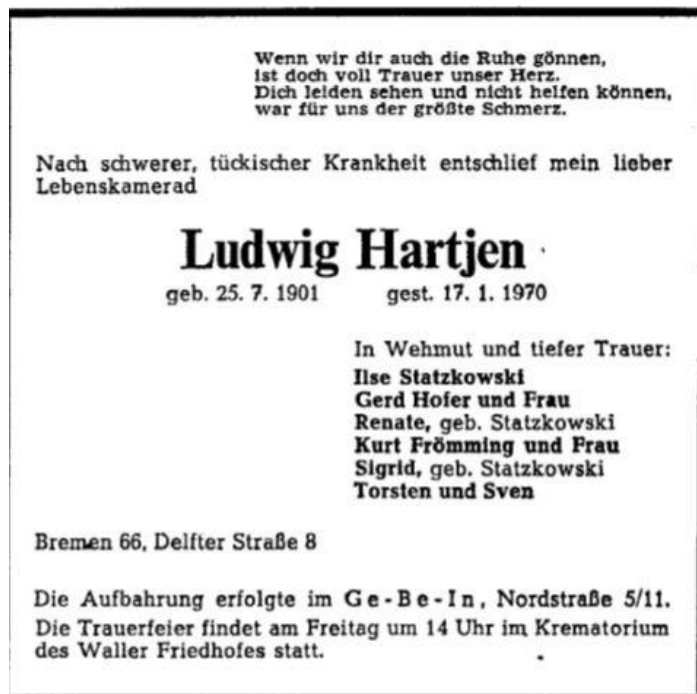 Wenn wir dir auch die Ruhe gönnen,
ist doch voll Trauer unser Herz.
Dich leiden sehen und nicht helfen können,
war für uns der größte Schmerz.
Nach schwerer, tückischer Krankheit entschlief mein lieber
Lebenskamerad
Ludwig Hartjen
geb. 25. 7. 1901 gest. 17. 1. 1970
In Wehmut und tiefer Trauer:
Ilse Statzkowski
Gerd Hofer und Frau
Renate, geb. Statzkowski
Kurt Frömming und Frau
Sigrid, geb. Statzkowski
Torsten und Sven
Bremen 66, Delfter Straße 8
Die Aufbahrung erfolgte im Ge-Be-In, Nordstraße 5/11.
Die Trauerfeier findet am Freitag um 14 Uhr im Krematorium
des Waller Friedhofes statt.